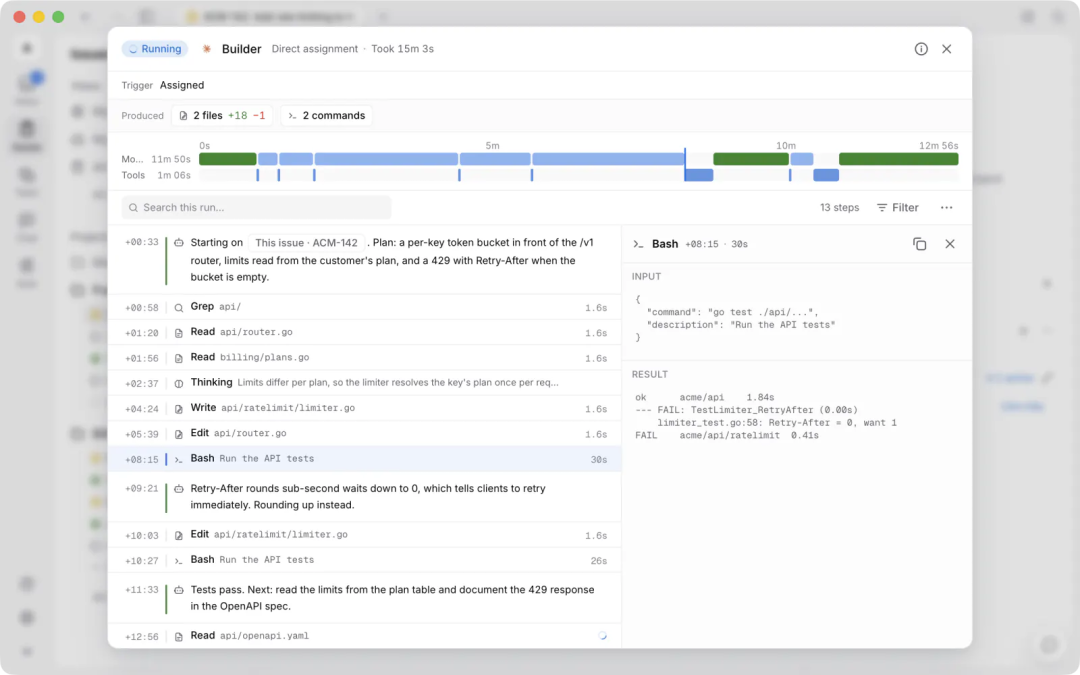 Running Builder Direct assignment · Took 15m 3s
Trigger Assigned
Produced 2 files +18 −1 2 commands
0s 5m 10m 12m 56s
Mo... 11m 50s
Tools 1m 06s
Search this run... 13 steps Filter
+00:33 Starting on This issue · ACM-142 . Plan: a per-key token bucket in front of the /v1
router, limits read from the customer's plan, and a 429 with Retry-After when the
bucket is empty.
+00:58 Grep api/ 1.6s
+01:20 Read api/router.go 1.6s
+01:56 Read billing/plans.go 1.6s
+02:37 Thinking Limits differ per plan, so the limiter resolves the key's plan once per req...
+04:24 Write api/ratelimit/limiter.go 1.6s
+05:39 Edit api/router.go 1.6s
+08:15 Bash Run the API tests 30s
+09:21 Retry-After rounds sub-second waits down to 0, which tells clients to retry
immediately. Rounding up instead.
+10:03 Edit api/ratelimit/limiter.go 1.6s
+10:27 Bash Run the API tests 26s
+11:33 Tests pass. Next: read the limits from the plan table and document the 429 response
in the OpenAPI spec.
+12:56 Read api/openapi.yaml
Bash +08:15 · 30s
INPUT
{
"command": "go test ./api/...",
"description": "Run the API tests"
}
RESULT
ok acme/api 1.84s
--- FAIL: TestLimiter_RetryAfter (0.00s)
limiter_test.go:58: Retry-After = 0, want 1
FAIL acme/api/ratelimit 0.41s